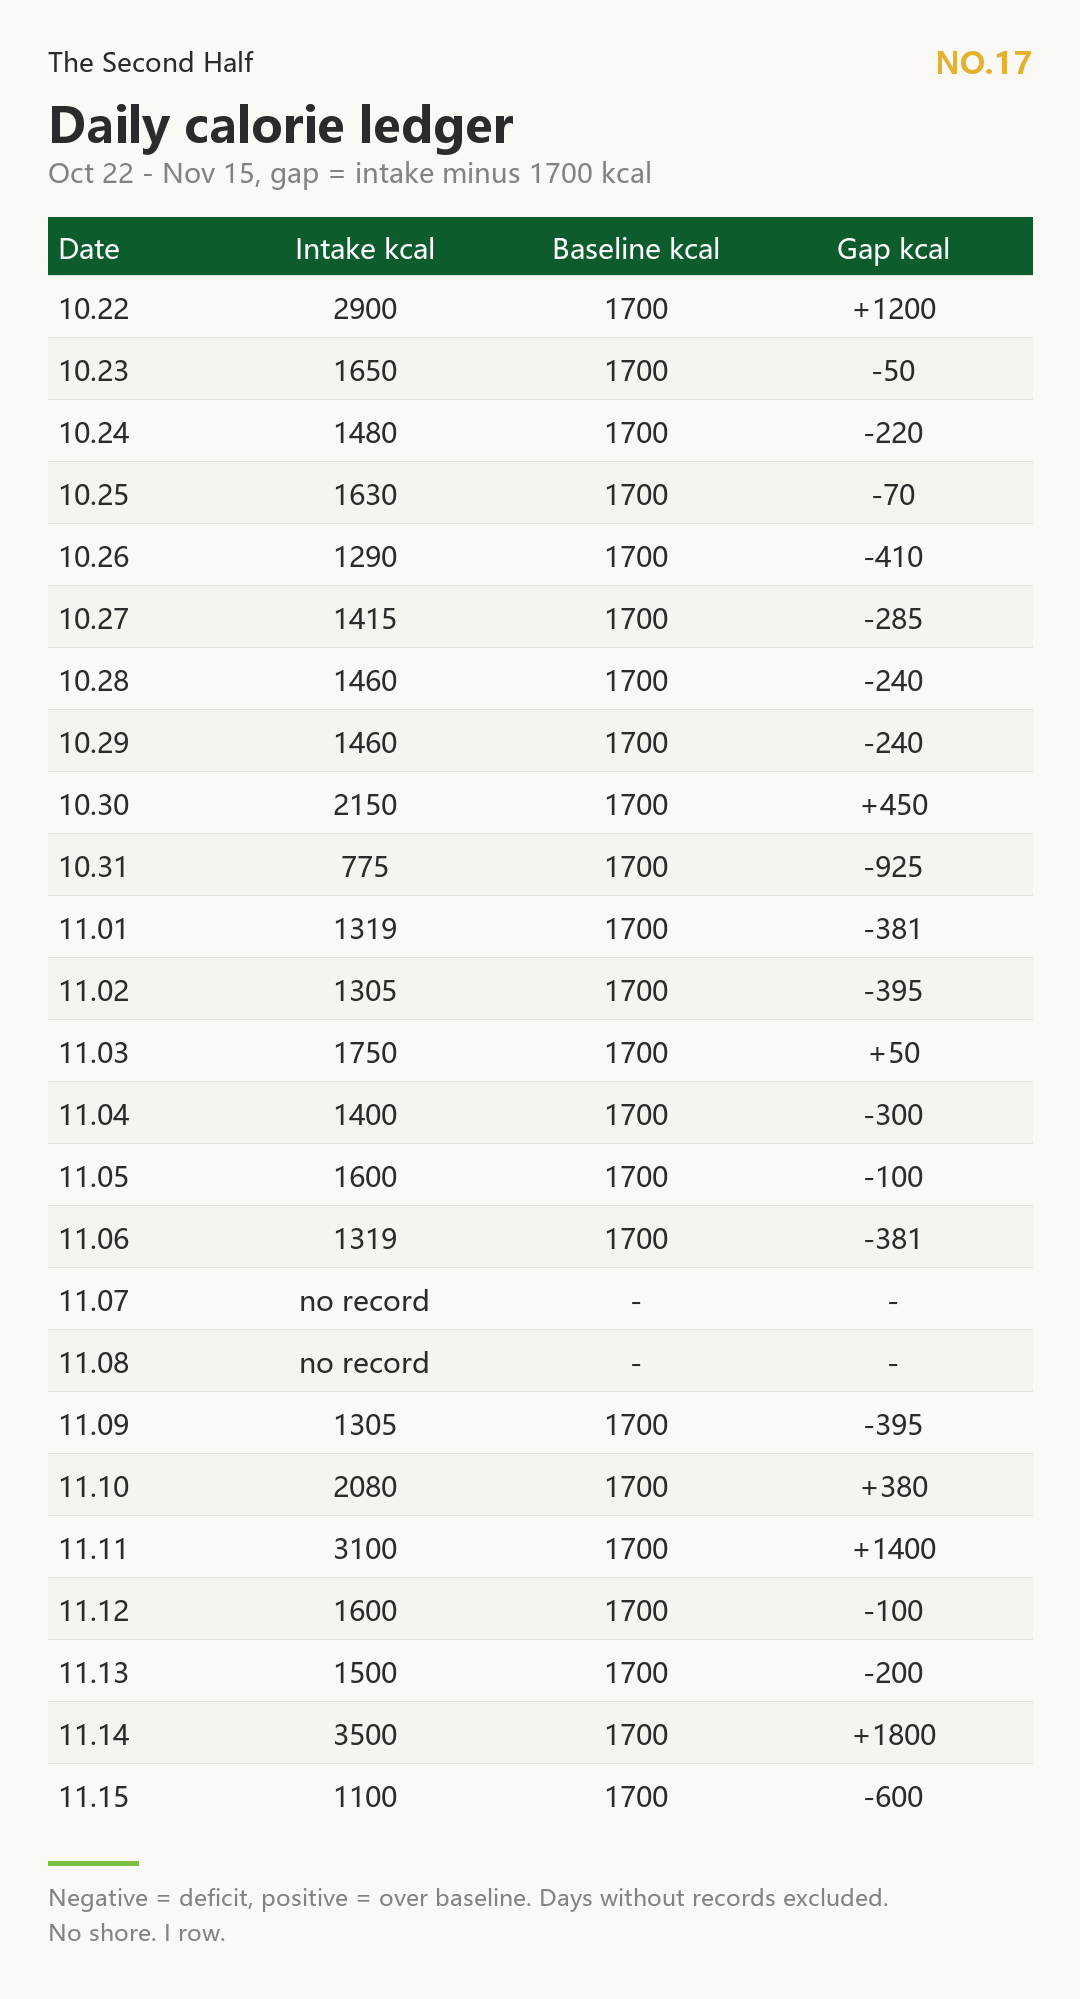 The Second Half NO.17
Daily calorie ledger
Oct 22 - Nov 15, gap = intake minus 1700 kcal
Date Intake kcal Baseline kcal Gap kcal
10.22 2900 1700 +1200
10.23 1650 1700 -50
10.24 1480 1700 -220
10.25 1630 1700 -70
10.26 1290 1700 -410
10.27 1415 1700 -285
10.28 1460 1700 -240
10.29 1460 1700 -240
10.30 2150 1700 +450
10.31 775 1700 -925
11.01 1319 1700 -381
11.02 1305 1700 -395
11.03 1750 1700 +50
11.04 1400 1700 -300
11.05 1600 1700 -100
11.06 1319 1700 -381
11.07 no record - -
11.08 no record - -
11.09 1305 1700 -395
11.10 2080 1700 +380
11.11 3100 1700 +1400
11.12 1600 1700 -100
11.13 1500 1700 -200
11.14 3500 1700 +1800
11.15 1100 1700 -600
Negative = deficit, positive = over baseline. Days without records excluded.
No shore. I row.